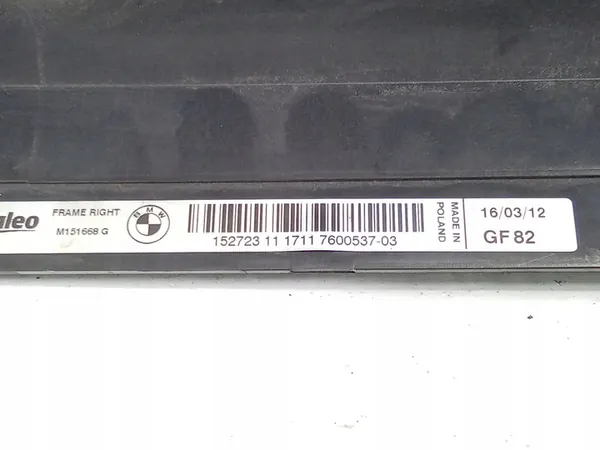 aleo
FRAME RIGHT
M151668 G
BMW
152723 11 1711 7600537-03
MADE IN
POLAND
16/03/12
GF 82